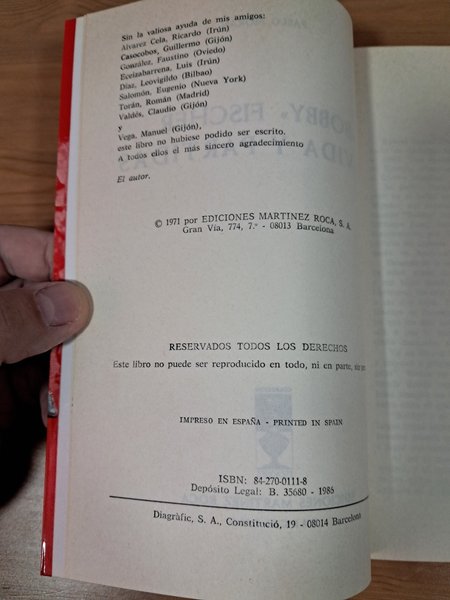 Sin la valiosa ayuda de mis amigos:
Alvarez Cela, Ricardo (Irún)
Casocobos, Guillermo (Gijón)
González, Faustino (Oviedo)
Eceizabarrena, Luis (Irún)
Díaz, Leovigildo (Bilbao)
Salomón, Eugenio (Nueva York)
Torán, Román (Madrid)
Valdés, Claudio (Gijón)
y
Vega, Manuel (Gijón),
este libro no hubiese podido ser escrito.
A todos ellos el más sincero agradecimiento
El autor.
© 1971 por EDICIONES MARTINEZ ROCA, S. A.
Gran Vía, 774, 7.º - 08013 Barcelona
RESERVADOS TODOS LOS DERECHOS
Este libro no puede ser reproducido en todo, ni en parte, sin
IMPRESO EN ESPAÑA - PRINTED IN SPAIN
ISBN: 84-270-0111-8
Depósito Legal: B. 35680 - 1986
Diagràfic, S. A., Constitució, 19 - 08014 Barcelona